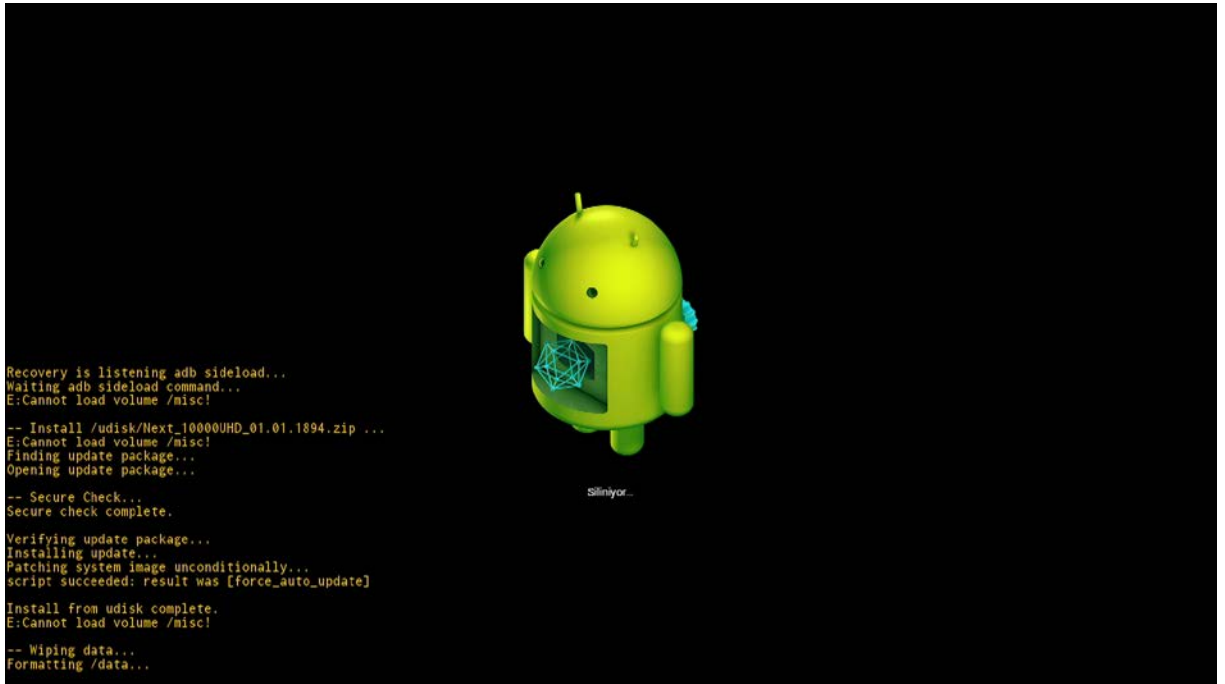 Recovery is listening adb sideload...
Waiting adb sideload command...
E:Cannot load volume /misc!
-- Install /udisk/Next_10000UHD_01.01.1894.zip ...
E:Cannot load volume /misc!
Finding update package...
Opening update package...
-- Secure Check...
Secure check complete.
Verifying update package...
Installing update...
Patching system image unconditionally...
script succeeded: result was [force_auto_update]
Install from udisk complete.
E:Cannot load volume /misc!
-- Wiping data...
Formatting /data...
Siliniyor...